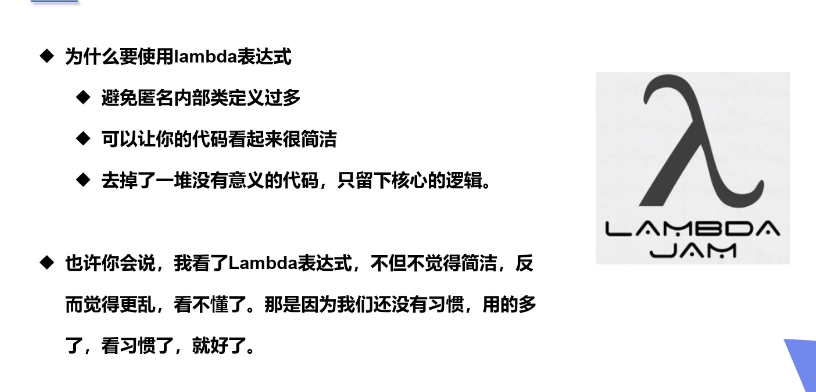 为什么要使用lambda表达式
避免匿名内部类定义过多
可以让你的代码看起来很简洁
去掉了一堆没有意义的代码，只留下核心的逻辑。
也许你会说，我看了Lambda表达式，不但不觉得简洁，反
而觉得更乱，看不懂了。那是因为我们还没有习惯，用的多
了，看习惯了，就好了。
λ
LAMBDA
JAM